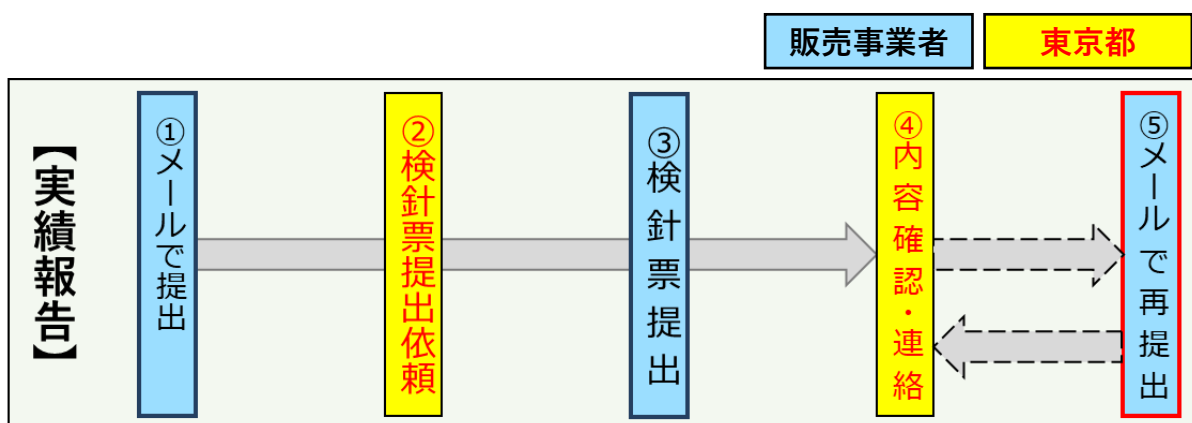 販売事業者
東京都
【実績報告】
①メールで提出
②検針票提出依頼
③検針票提出
④内容確認・連絡
⑤メールで再提出